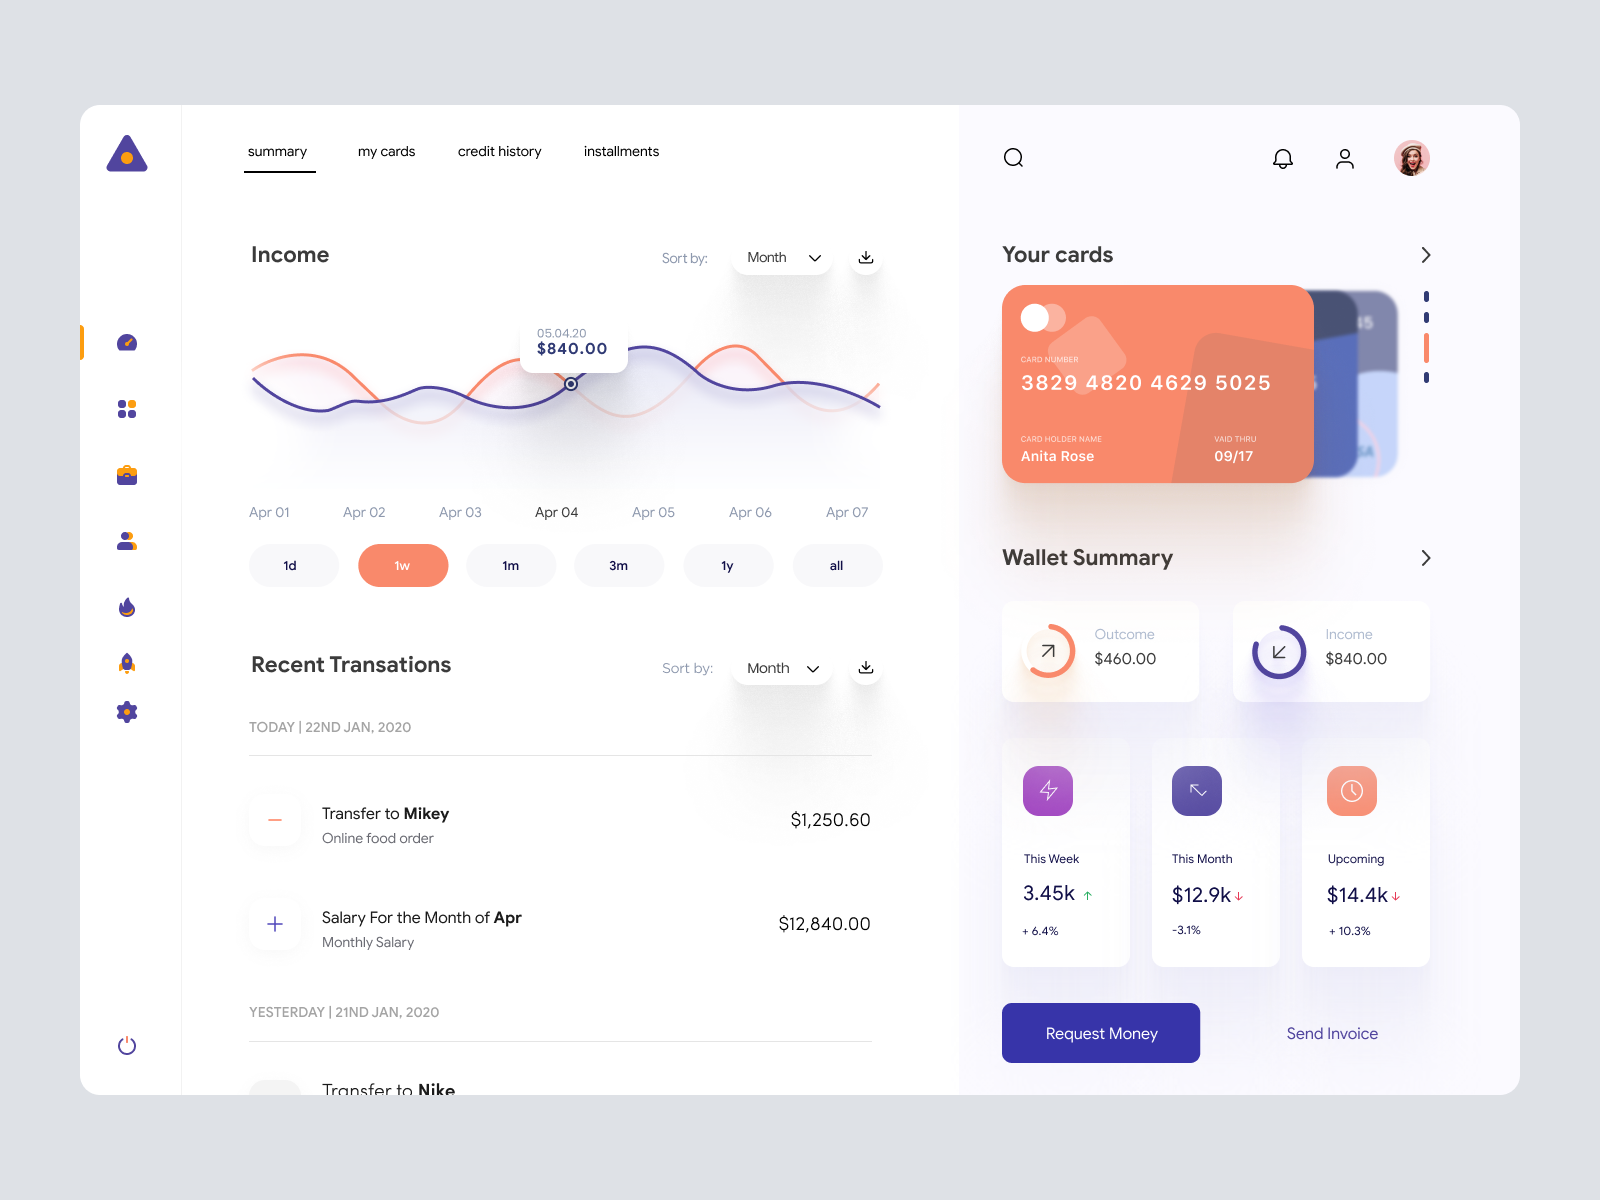 summary
my cards
credit history
installments
Income
Sort by:
Month
05.04.20
$840.00
Apr 01
Apr 02
Apr 03
Apr 04
Apr 05
Apr 06
Apr 07
1d
1w
1m
3m
1y
all
Recent Transations
Sort by:
Month
TODAY | 22ND JAN, 2020
Transfer to Mikey
Online food order
$1,250.60
Salary For the Month of Apr
Monthly Salary
$12,840.00
YESTERDAY | 21ND JAN, 2020
Transfer to Nike
Your cards
CARD NUMBER
3829 4820 4629 5025
CARD HOLDER NAME
Anita Rose
VAID THRU
09/17
45
Wallet Summary
Outcome
$460.00
Income
$840.00
This Week
3.45k
+ 6.4%
This Month
$12.9k
-3.1%
Upcoming
$14.4k
+ 10.3%
Request Money
Send Invoice